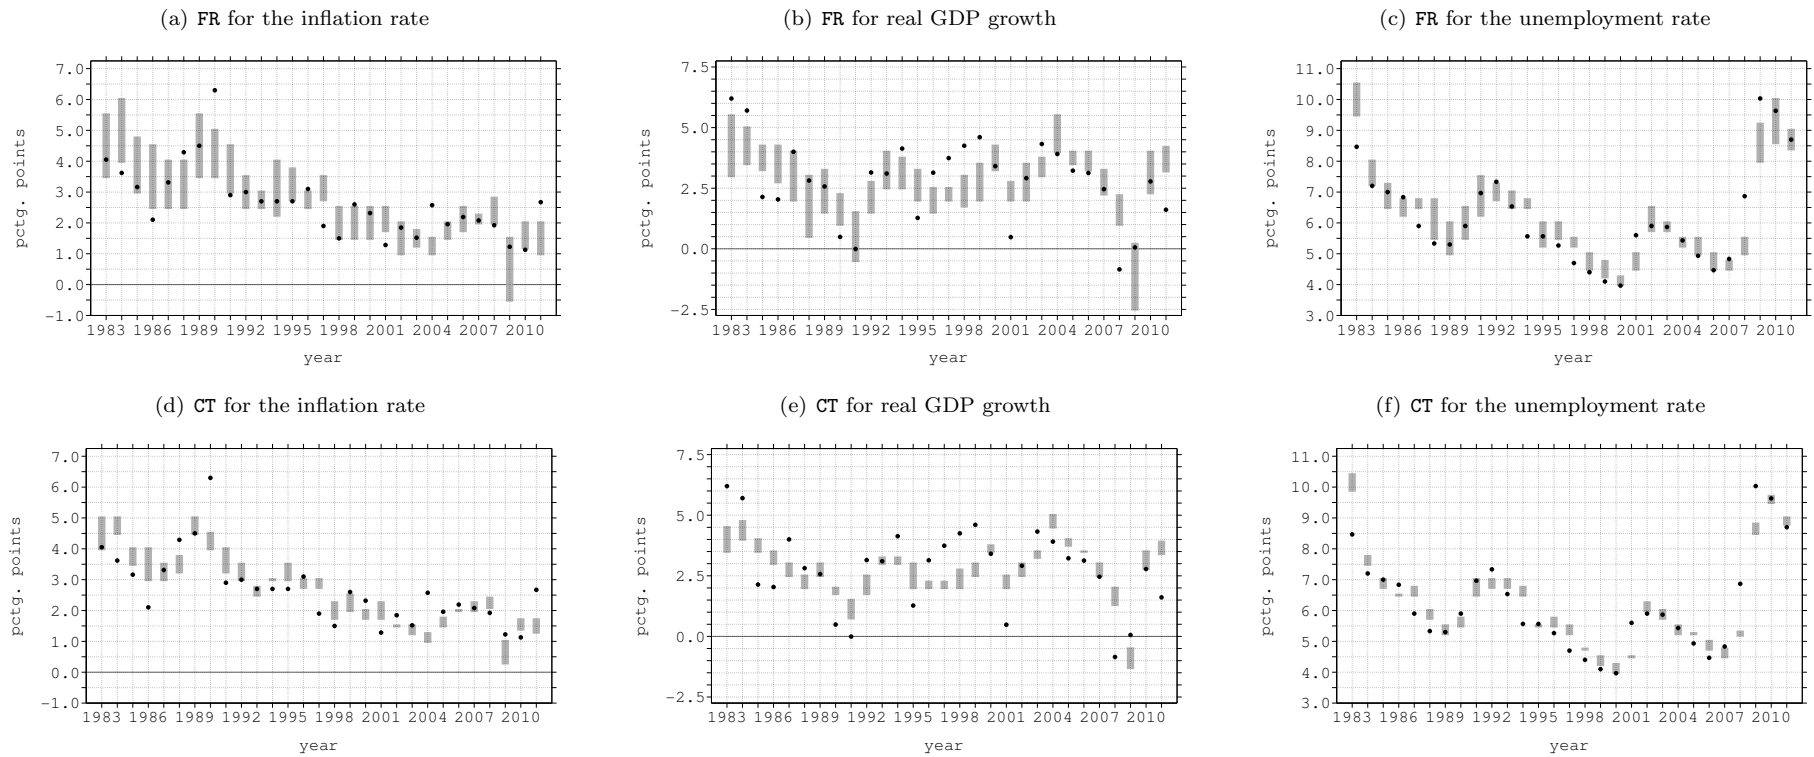 (a) FR for the inflation rate
7.0
6.0
5.0
4.0
3.0
2.0
1.0
0.0
-1.0
pctg. points
1983 1986 1989 1992 1995 1998 2001 2004 2007 2010
year
(b) FR for real GDP growth
7.5
5.0
2.5
0.0
-2.5
pctg. points
1983 1986 1989 1992 1995 1998 2001 2004 2007 2010
year
(c) FR for the unemployment rate
11.0
10.0
9.0
8.0
7.0
6.0
5.0
4.0
3.0
pctg. points
1983 1986 1989 1992 1995 1998 2001 2004 2007 2010
year
(d) CT for the inflation rate
7.0
6.0
5.0
4.0
3.0
2.0
1.0
0.0
-1.0
pctg. points
1983 1986 1989 1992 1995 1998 2001 2004 2007 2010
year
(e) CT for real GDP growth
7.5
5.0
2.5
0.0
-2.5
pctg. points
1983 1986 1989 1992 1995 1998 2001 2004 2007 2010
year
(f) CT for the unemployment rate
11.0
10.0
9.0
8.0
7.0
6.0
5.0
4.0
3.0
pctg. points
1983 1986 1989 1992 1995 1998 2001 2004 2007 2010
year